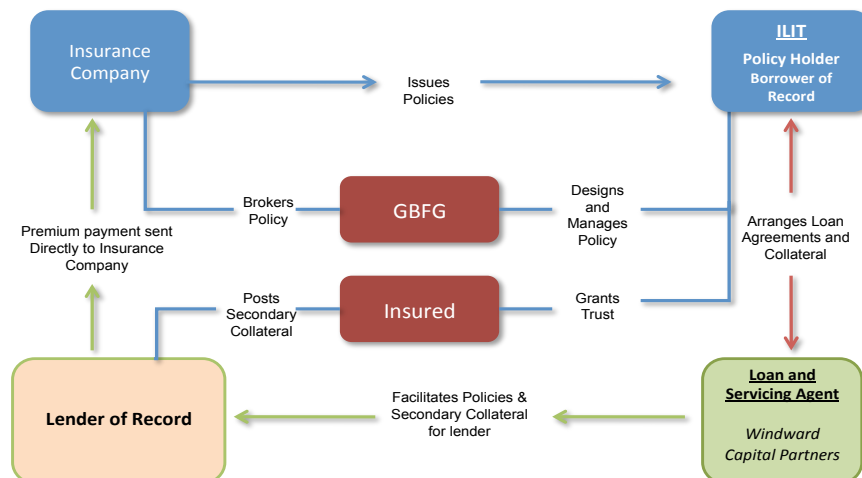 Insurance
Company
Issues
Policies
ILIT
Policy Holder
Borrower of
Record
Brokers
Policy
GBFG
Designs
and
Manages
Policy
Premium payment sent
Directly to Insurance
Company
Arranges Loan
Agreements and
Collateral
Posts
Secondary
Collateral
Insured
Grants
Trust
Lender of Record
Facilitates Policies &
Secondary Collateral
for lender
Loan and
Servicing Agent
Windward
Capital Partners